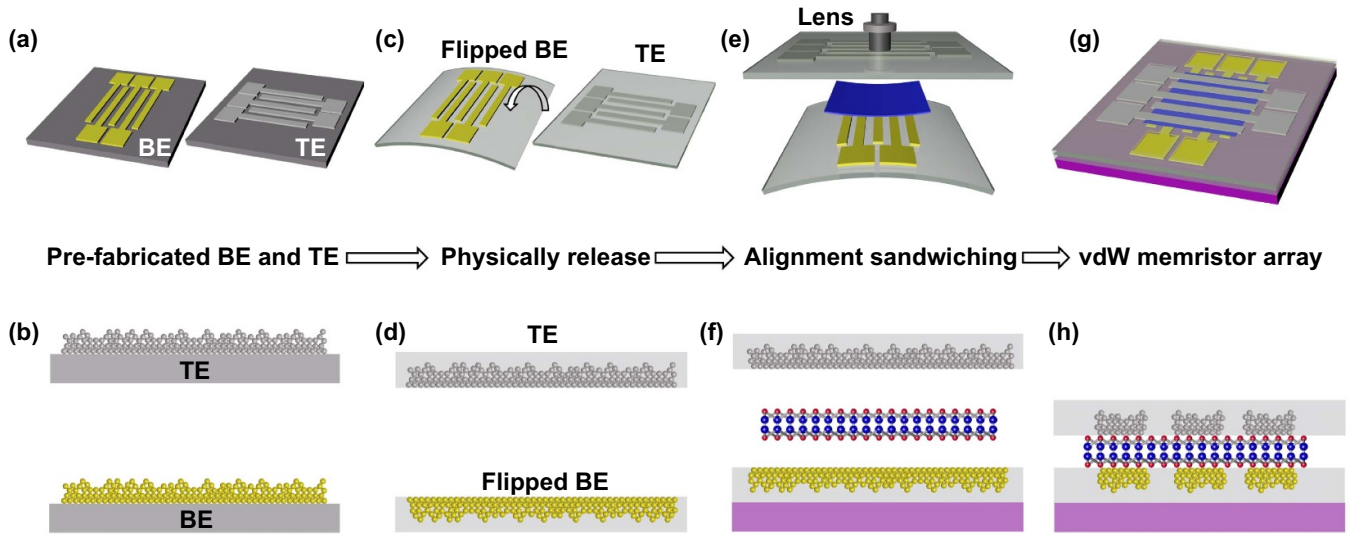 (a)
BE
TE
(c)
Flipped BE
TE
(e)
Lens
(g)
Pre-fabricated BE and TE
Physically release
Alignment sandwiching
vdW memristor array
(b)
TE
BE
(d)
TE
Flipped BE
(f)
(h)